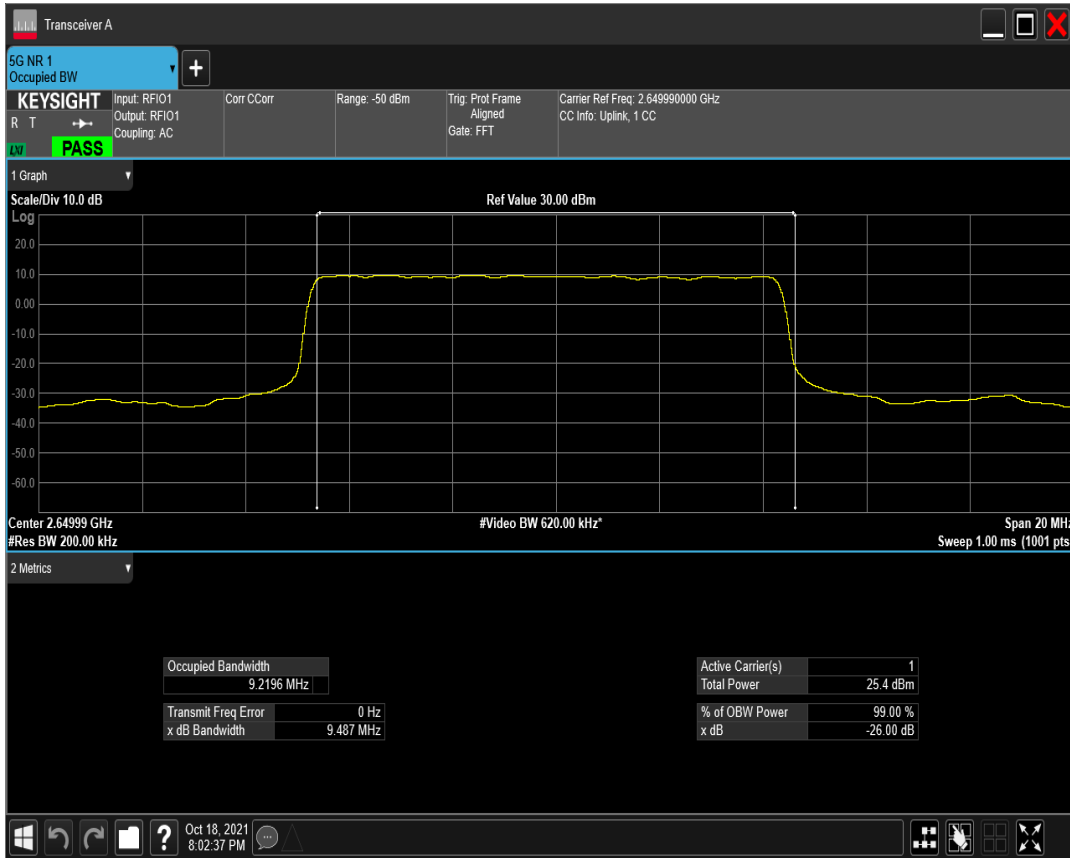 Transceiver A
5G NR 1
Occupied BW
KEYSIGHT
R T
LXI
PASS
Input: RFIO1
Output: RFIO1
Coupling: AC
Corr CCorr
Range: -50 dBm
Trig: Prot Frame
Aligned
Gate: FFT
Carrier Ref Freq: 2.649990000 GHz
CC Info: Uplink, 1 CC
1 Graph
Scale/Div 10.0 dB
Ref Value 30.00 dBm
Log
20.0
10.0
0.00
-10.0
-20.0
-30.0
-40.0
-50.0
-60.0
Center 2.64999 GHz
#Video BW 620.00 kHz*
Span 20 MHz
#Res BW 200.00 kHz
Sweep 1.00 ms (1001 pts
2 Metrics
Occupied Bandwidth
9.2196 MHz
Transmit Freq Error 0 Hz
x dB Bandwidth 9.487 MHz
Active Carrier(s) 1
Total Power 25.4 dBm
% of OBW Power 99.00 %
x dB -26.00 dB
?
Oct 18, 2021
8:02:37 PM